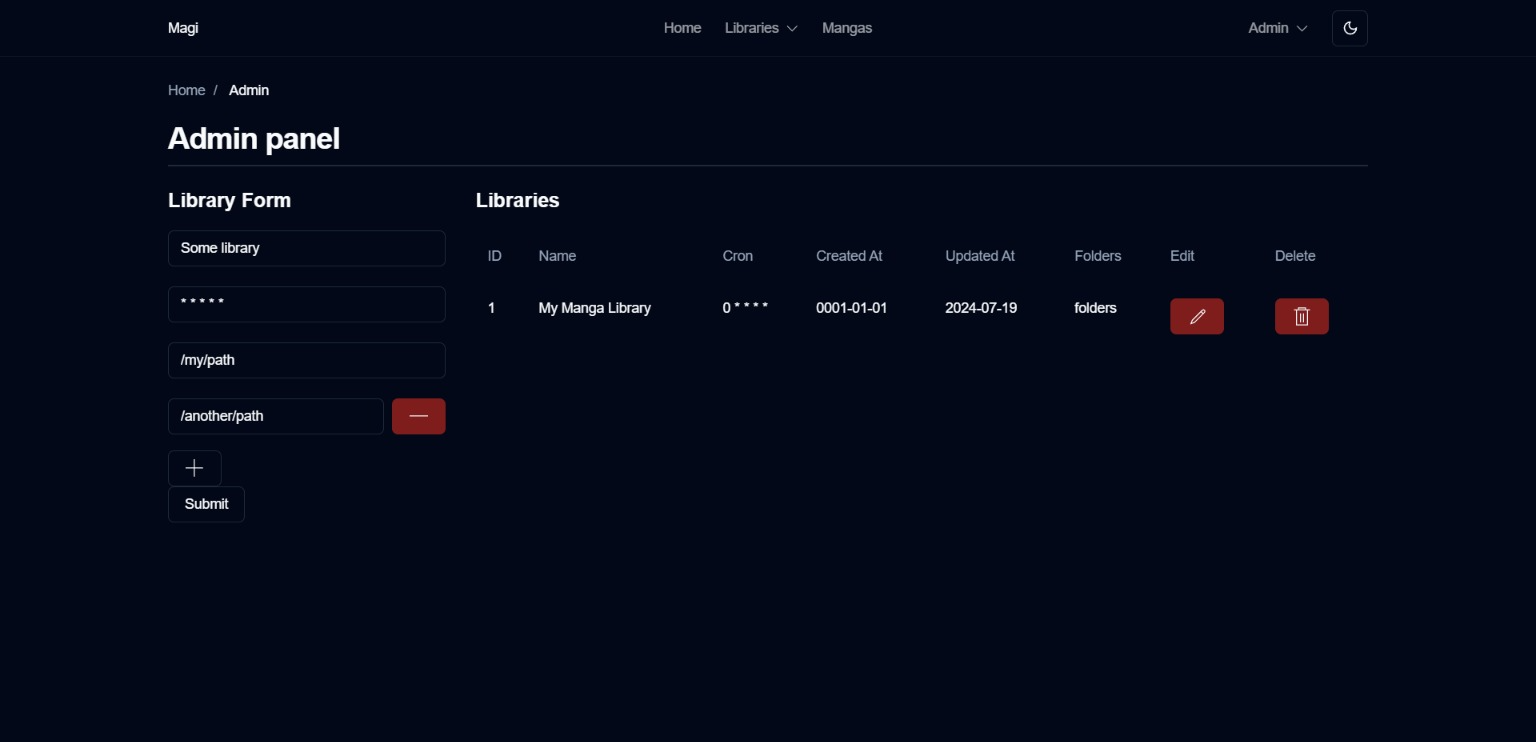 Magi Home Libraries Mangas Admin
Home / Admin
Admin panel
Library Form
Some library
* * * * *
/my/path
/another/path
Submit
Libraries
ID Name Cron Created At Updated At Folders Edit Delete
1 My Manga Library 0 * * * * 0001-01-01 2024-07-19 folders